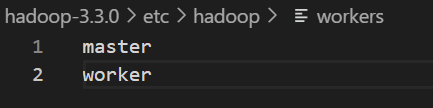 hadoop-3.3.0 > etc > hadoop > workers
1 master
2 worker